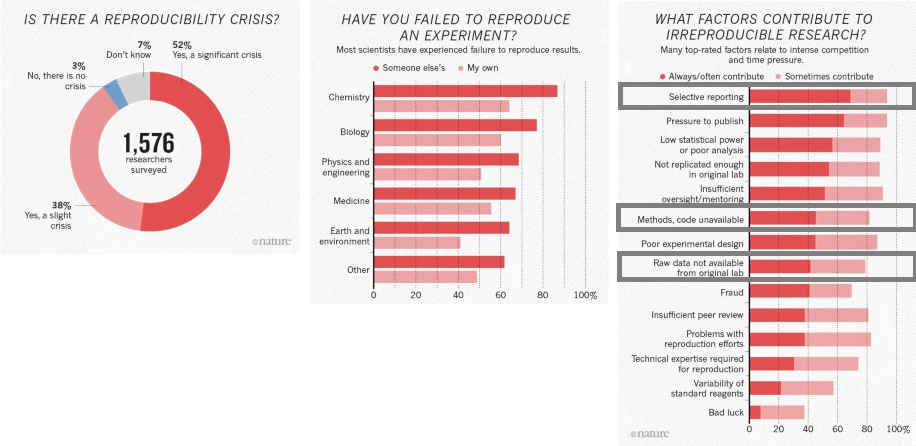 IS THERE A REPRODUCIBILITY CRISIS?
7%
Don't know
52%
Yes, a significant crisis
3%
No, there is no
crisis
1,576
researchers
surveyed
38%
Yes, a slight
crisis
©nature
HAVE YOU FAILED TO REPRODUCE
AN EXPERIMENT?
Most scientists have experienced failure to reproduce results.
Someone else's My own
Chemistry
Biology
Physics and
engineering
Medicine
Earth and
environment
Other
0 20 40 60 80 100%
WHAT FACTORS CONTRIBUTE TO
IRREPRODUCIBLE RESEARCH?
Many top-rated factors relate to intense competition
and time pressure.
Always/often contribute Sometimes contribute
Selective reporting
Pressure to publish
Low statistical power
or poor analysis
Not replicated enough
in original lab
Insufficient
oversight/mentoring
Methods, code unavailable
Poor experimental design
Raw data not available
from original lab
Fraud
Insufficient peer review
Problems with
reproduction efforts
Technical expertise required
for reproduction
Variability of
standard reagents
Bad luck
0 20 40 60 80 100%
©nature